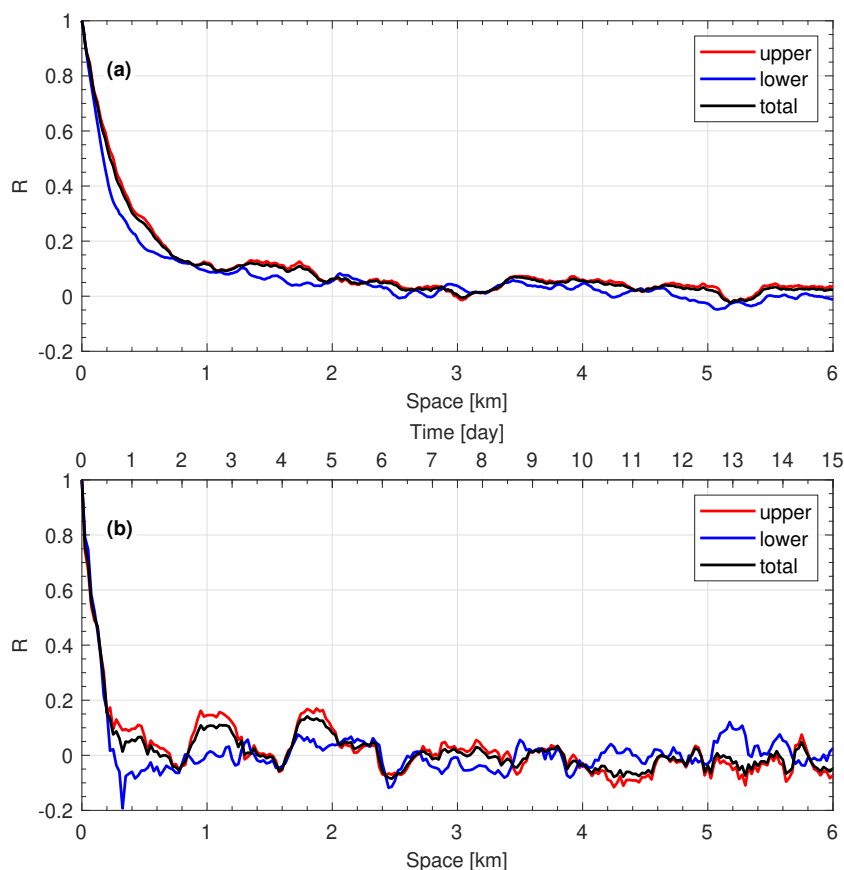 1
0.8
0.6
0.4
0.2
0
-0.2
R
(a)
upper
lower
total
0 1 2 3 4 5 6
Space [km]
Time [day]
0 1 2 3 4 5 6 7 8 9 10 11 12 13 14 15
1
0.8
0.6
0.4
0.2
0
-0.2
R
(b)
upper
lower
total
0 1 2 3 4 5 6
Space [km]